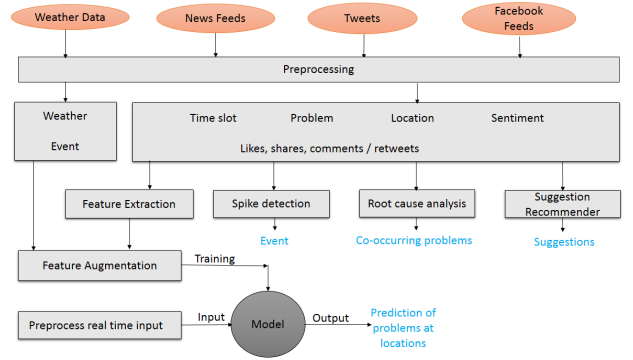 Weather Data
News Feeds
Tweets
Facebook
Feeds
Preprocessing
Weather
Event
Time slot
Problem
Location
Sentiment
Likes, shares, comments / retweets
Feature Extraction
Spike detection
Root cause analysis
Suggestion
Recommender
Event
Co-occurring problems
Suggestions
Feature Augmentation
Training
Preprocess real time input
Input
Model
Output
Prediction of
problems at
locations